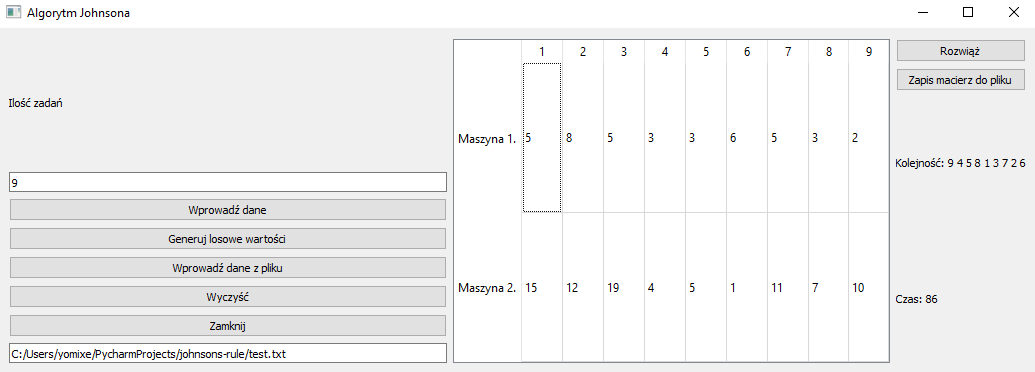 Algorytm Johnsona
Ilość zadań
9
Wprowadź dane
Generuj losowe wartości
Wprowadź dane z pliku
Wyczyść
Zamknij
C:/Users/yomixe/PycharmProjects/johnsons-rule/test.txt
1 2 3 4 5 6 7 8 9
Maszyna 1. 5 8 5 3 3 6 5 3 2
Maszyna 2. 15 12 19 4 5 1 11 7 10
Rozwiąż
Zapis macierz do pliku
Kolejność: 9 4 5 8 1 3 7 2 6
Czas: 86